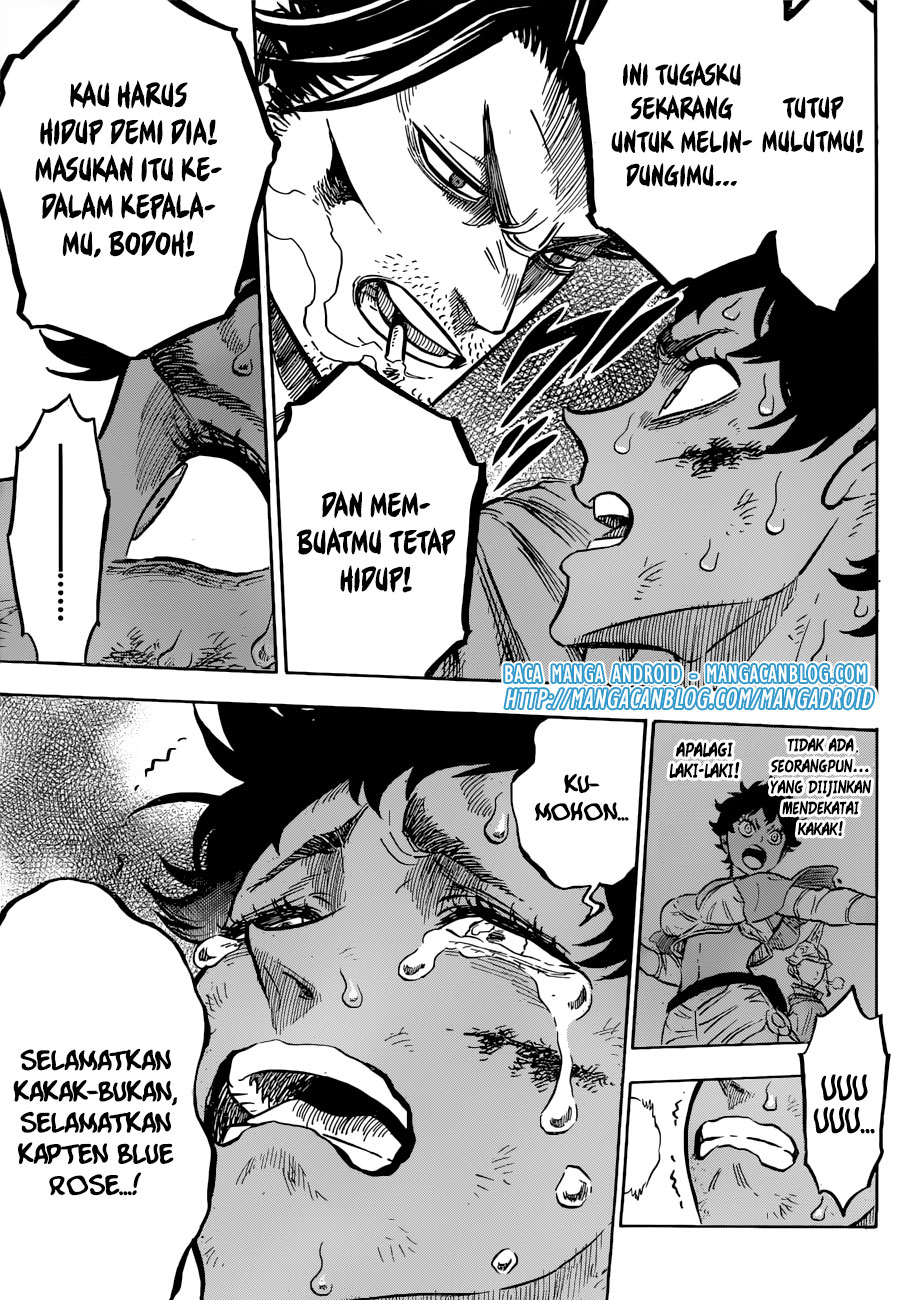 TUTUP
MULUTMU!
INI TUGASKU
SEKARANG
UNTUK MELIN-
DUNGIMU...
DAN MEM-
BUATMU TETAP
HIDUP!
KAU HARUS
HIDUP DEMI DIA!
MASUKAN ITU KE-
DALAM KEPALA-
MU, BODOH!
BACA MANGA ANDROID - MANGACANBLOG.COM
HTTP://MANGACANBLOG.COM/MANGADROID
TIDAK ADA
SEORANGPUN...
YANG DIIJINKAN
MENDEKATAI
KAKAK!
APALAGI
LAKI-LAKI!
UUU
UUU...
KU-
MOHON...
SELAMATKAN
KAKAK-BUKAN,
SELAMATKAN
KAPTEN BLUE
ROSE...!